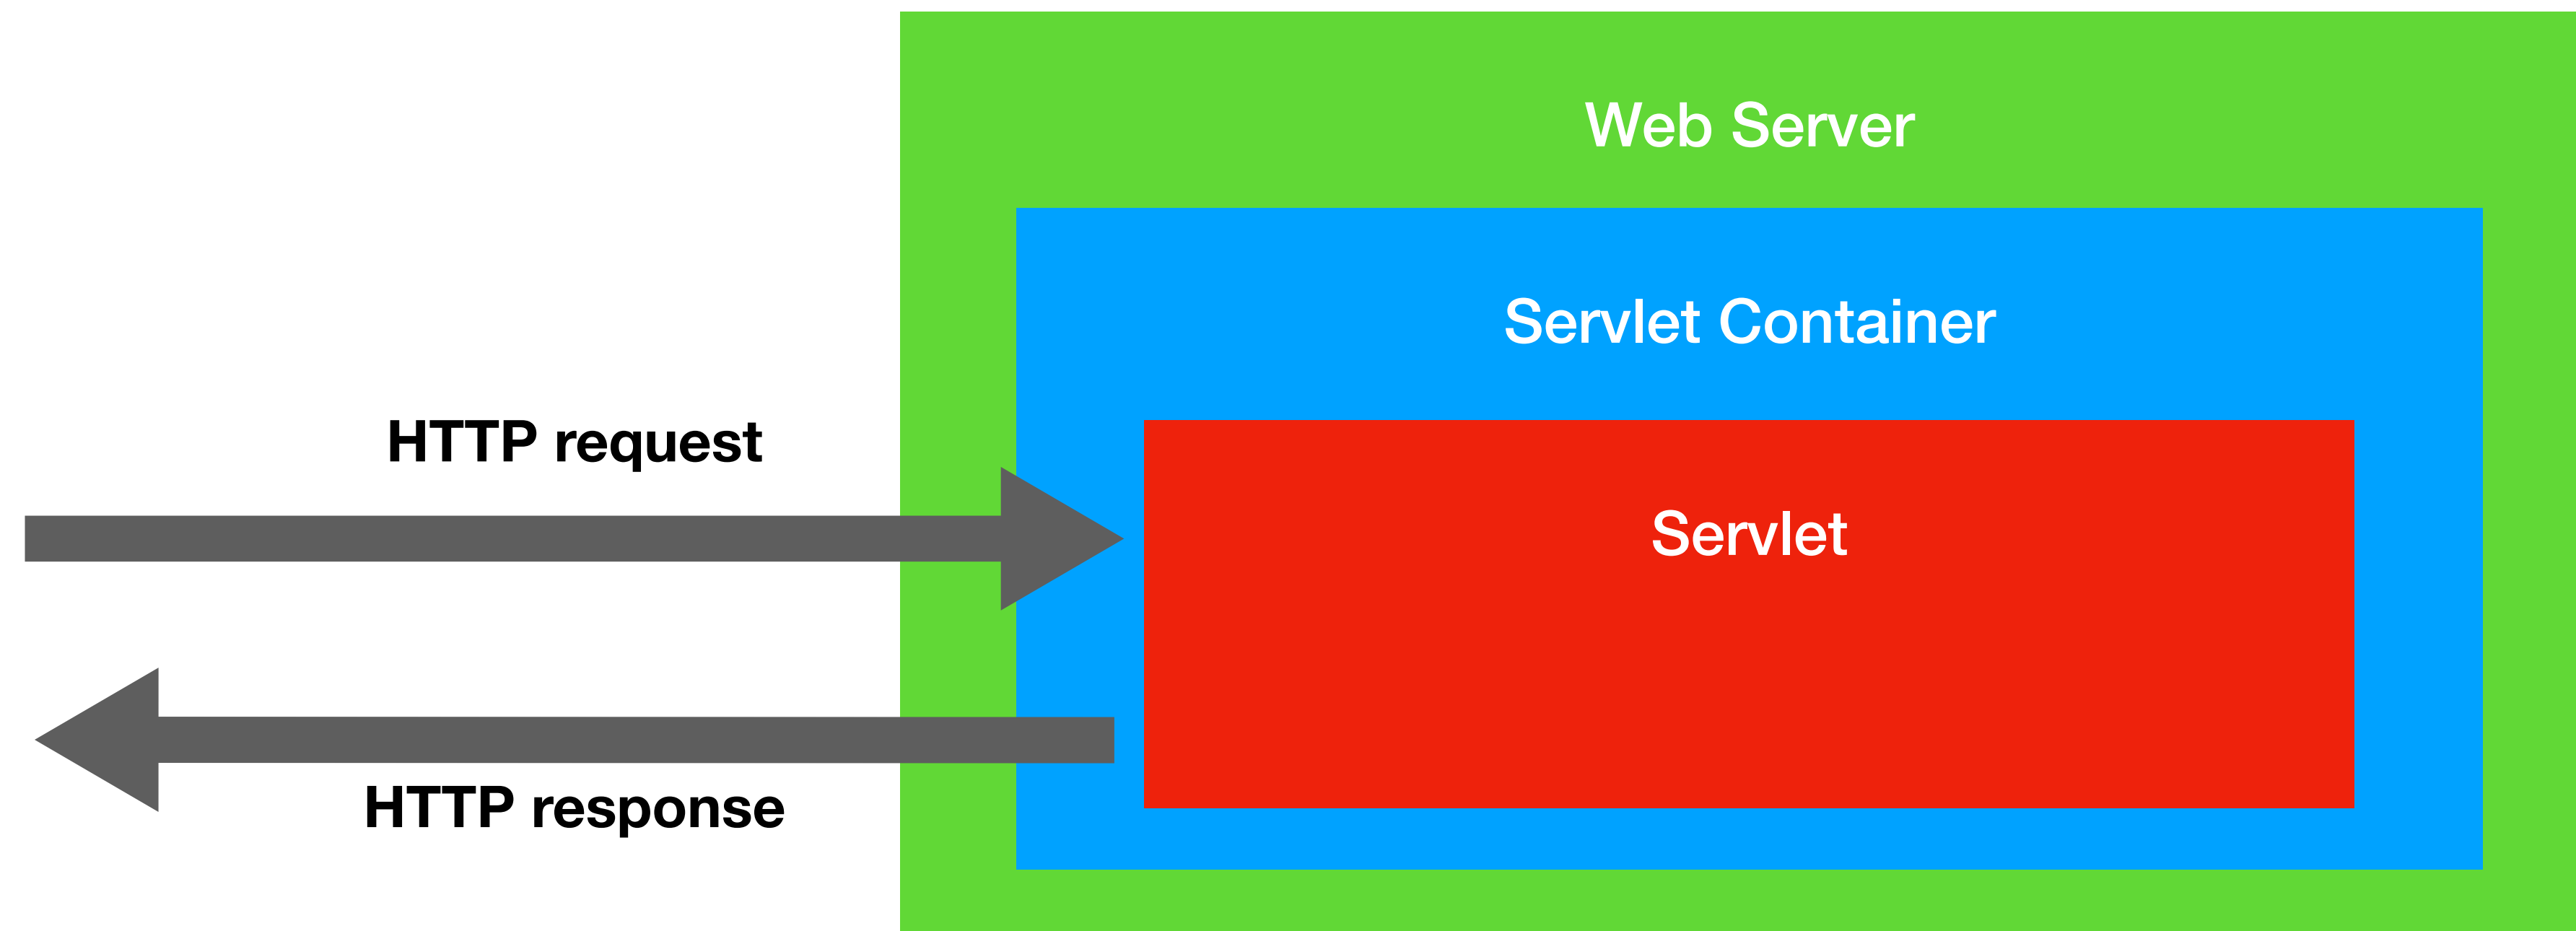 Web Server
Servlet Container
HTTP request
Servlet
HTTP response